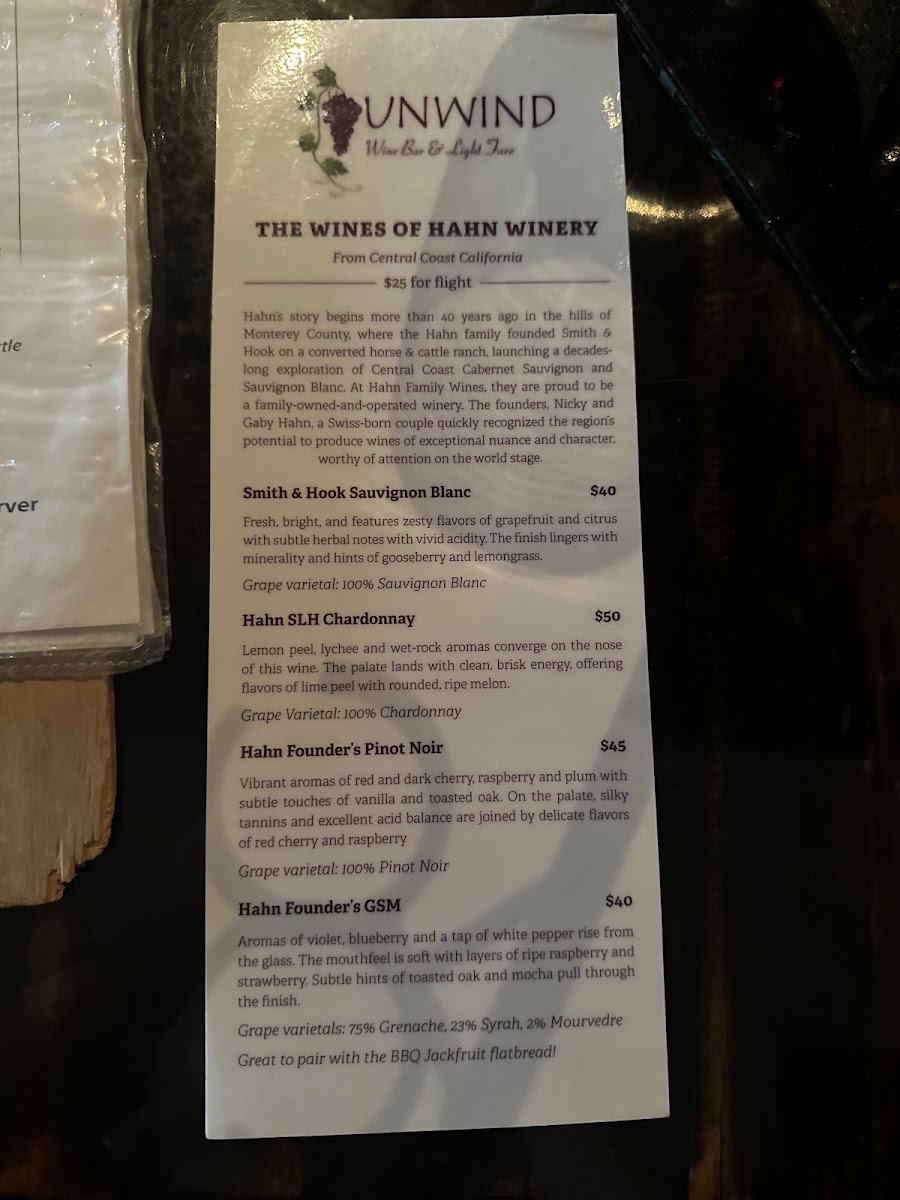 UNWIND
Wine Bar & Light Fare
THE WINES OF HAHN WINERY
From Central Coast California
$25 for flight
Hahn's story begins more than 40 years ago in the hills of
Monterey County, where the Hahn family founded Smith &
Hook on a converted horse & cattle ranch, launching a decades-
long exploration of Central Coast Cabernet Sauvignon and
Sauvignon Blanc. At Hahn Family Wines, they are proud to be
a family-owned-and-operated winery. The founders, Nicky and
Gaby Hahn, a Swiss-born couple quickly recognized the region's
potential to produce wines of exceptional nuance and character,
worthy of attention on the world stage.
Smith & Hook Sauvignon Blanc $40
Fresh, bright, and features zesty flavors of grapefruit and citrus
with subtle herbal notes with vivid acidity. The finish lingers with
minerality and hints of gooseberry and lemongrass.
Grape varietal: 100% Sauvignon Blanc
Hahn SLH Chardonnay $50
Lemon peel, lychee and wet-rock aromas converge on the nose
of this wine. The palate lands with clean, brisk energy, offering
flavors of lime peel with rounded, ripe melon.
Grape Varietal: 100% Chardonnay
Hahn Founder's Pinot Noir $45
Vibrant aromas of red and dark cherry, raspberry and plum with
subtle touches of vanilla and toasted oak. On the palate, silky
tannins and excellent acid balance are joined by delicate flavors
of red cherry and raspberry
Grape varietal: 100% Pinot Noir
Hahn Founder's GSM $40
Aromas of violet, blueberry and a tap of white pepper rise from
the glass. The mouthfeel is soft with layers of ripe raspberry and
strawberry. Subtle hints of toasted oak and mocha pull through
the finish.
Grape varietals: 75% Grenache, 23% Syrah, 2% Mourvedre
Great to pair with the BBQ Jackfruit flatbread!
tle
rver